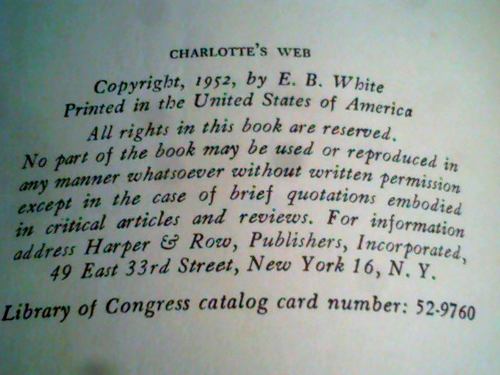 CHARLOTTE'S WEB
Copyright, 1952, by E. B. White
Printed in the United States of America
All rights in this book are reserved.
No part of the book may be used or reproduced in
any manner whatsoever without written permission
except in the case of brief quotations embodied
in critical articles and reviews. For information
address Harper & Row, Publishers, Incorporated,
49 East 33rd Street, New York 16, N. Y.
Library of Congress catalog card number: 52-9760